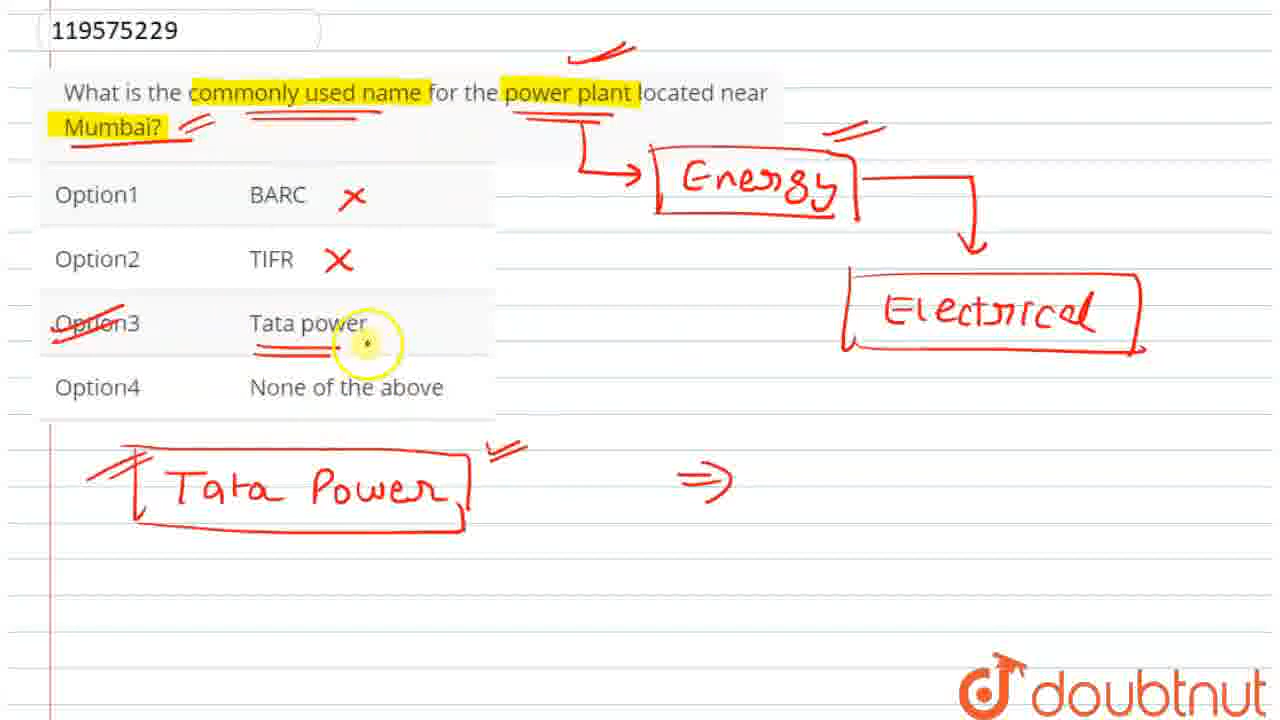 119575229
What is the commonly used name for the power plant located near
Mumbai?
Energy
Option1 BARC X
Option2 TIFR X
Electrical
Option3 Tata power
Option4 None of the above
Tata Power ⇒
doubtnut